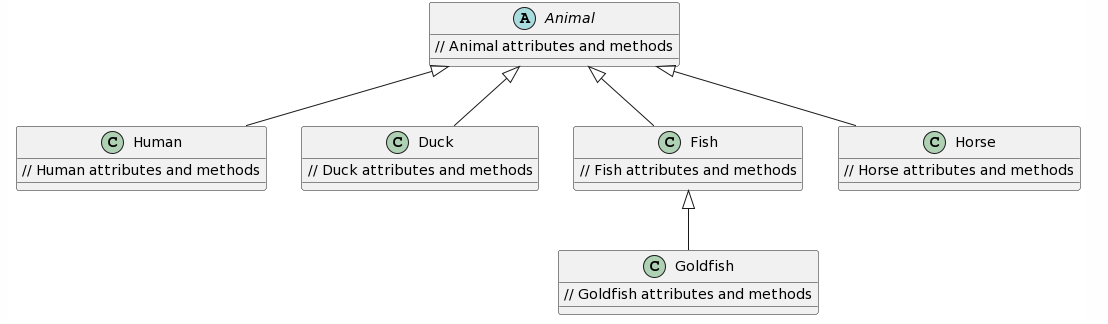 A Animal
// Animal attributes and methods
C Human
C Duck
C Fish
C Horse
// Human attributes and methods
// Duck attributes and methods
// Fish attributes and methods
// Horse attributes and methods
C Goldfish
// Goldfish attributes and methods